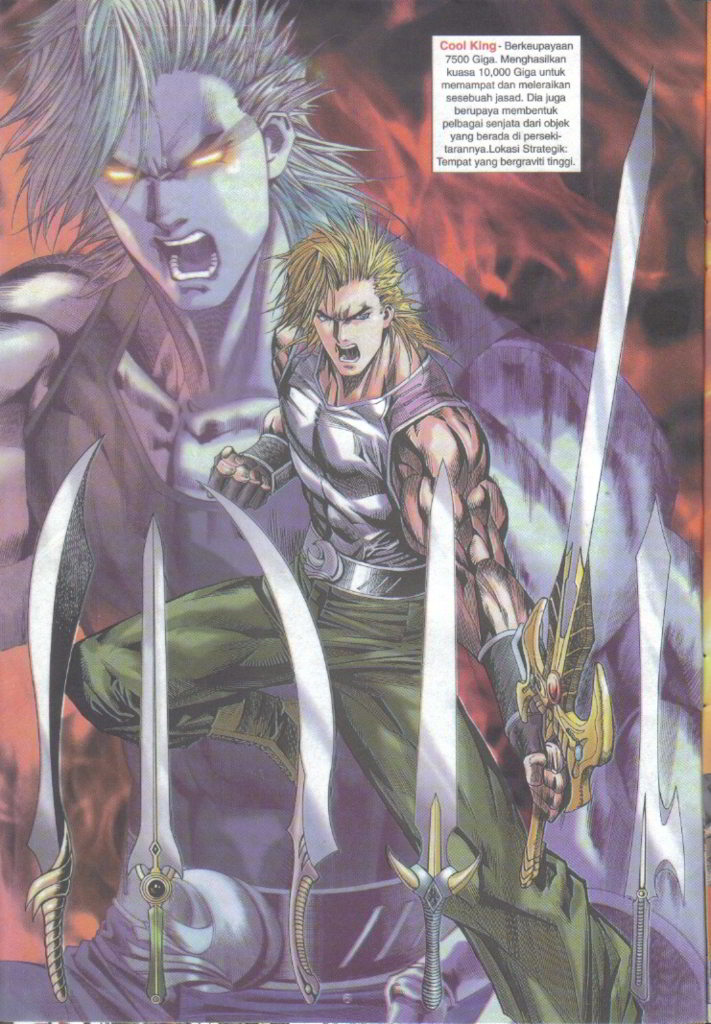 Cool King - Berkeupayaan
7500 Giga. Menghasilkan
kuasa 10,000 Giga untuk
memampat dan meleraikan
sesebuah jasad. Dia juga
berupaya membentuk
pelbagai senjata dari objek
yang berada di perseki-
tarannya.Lokasi Strategik:
Tempat yang bergraviti tinggi.